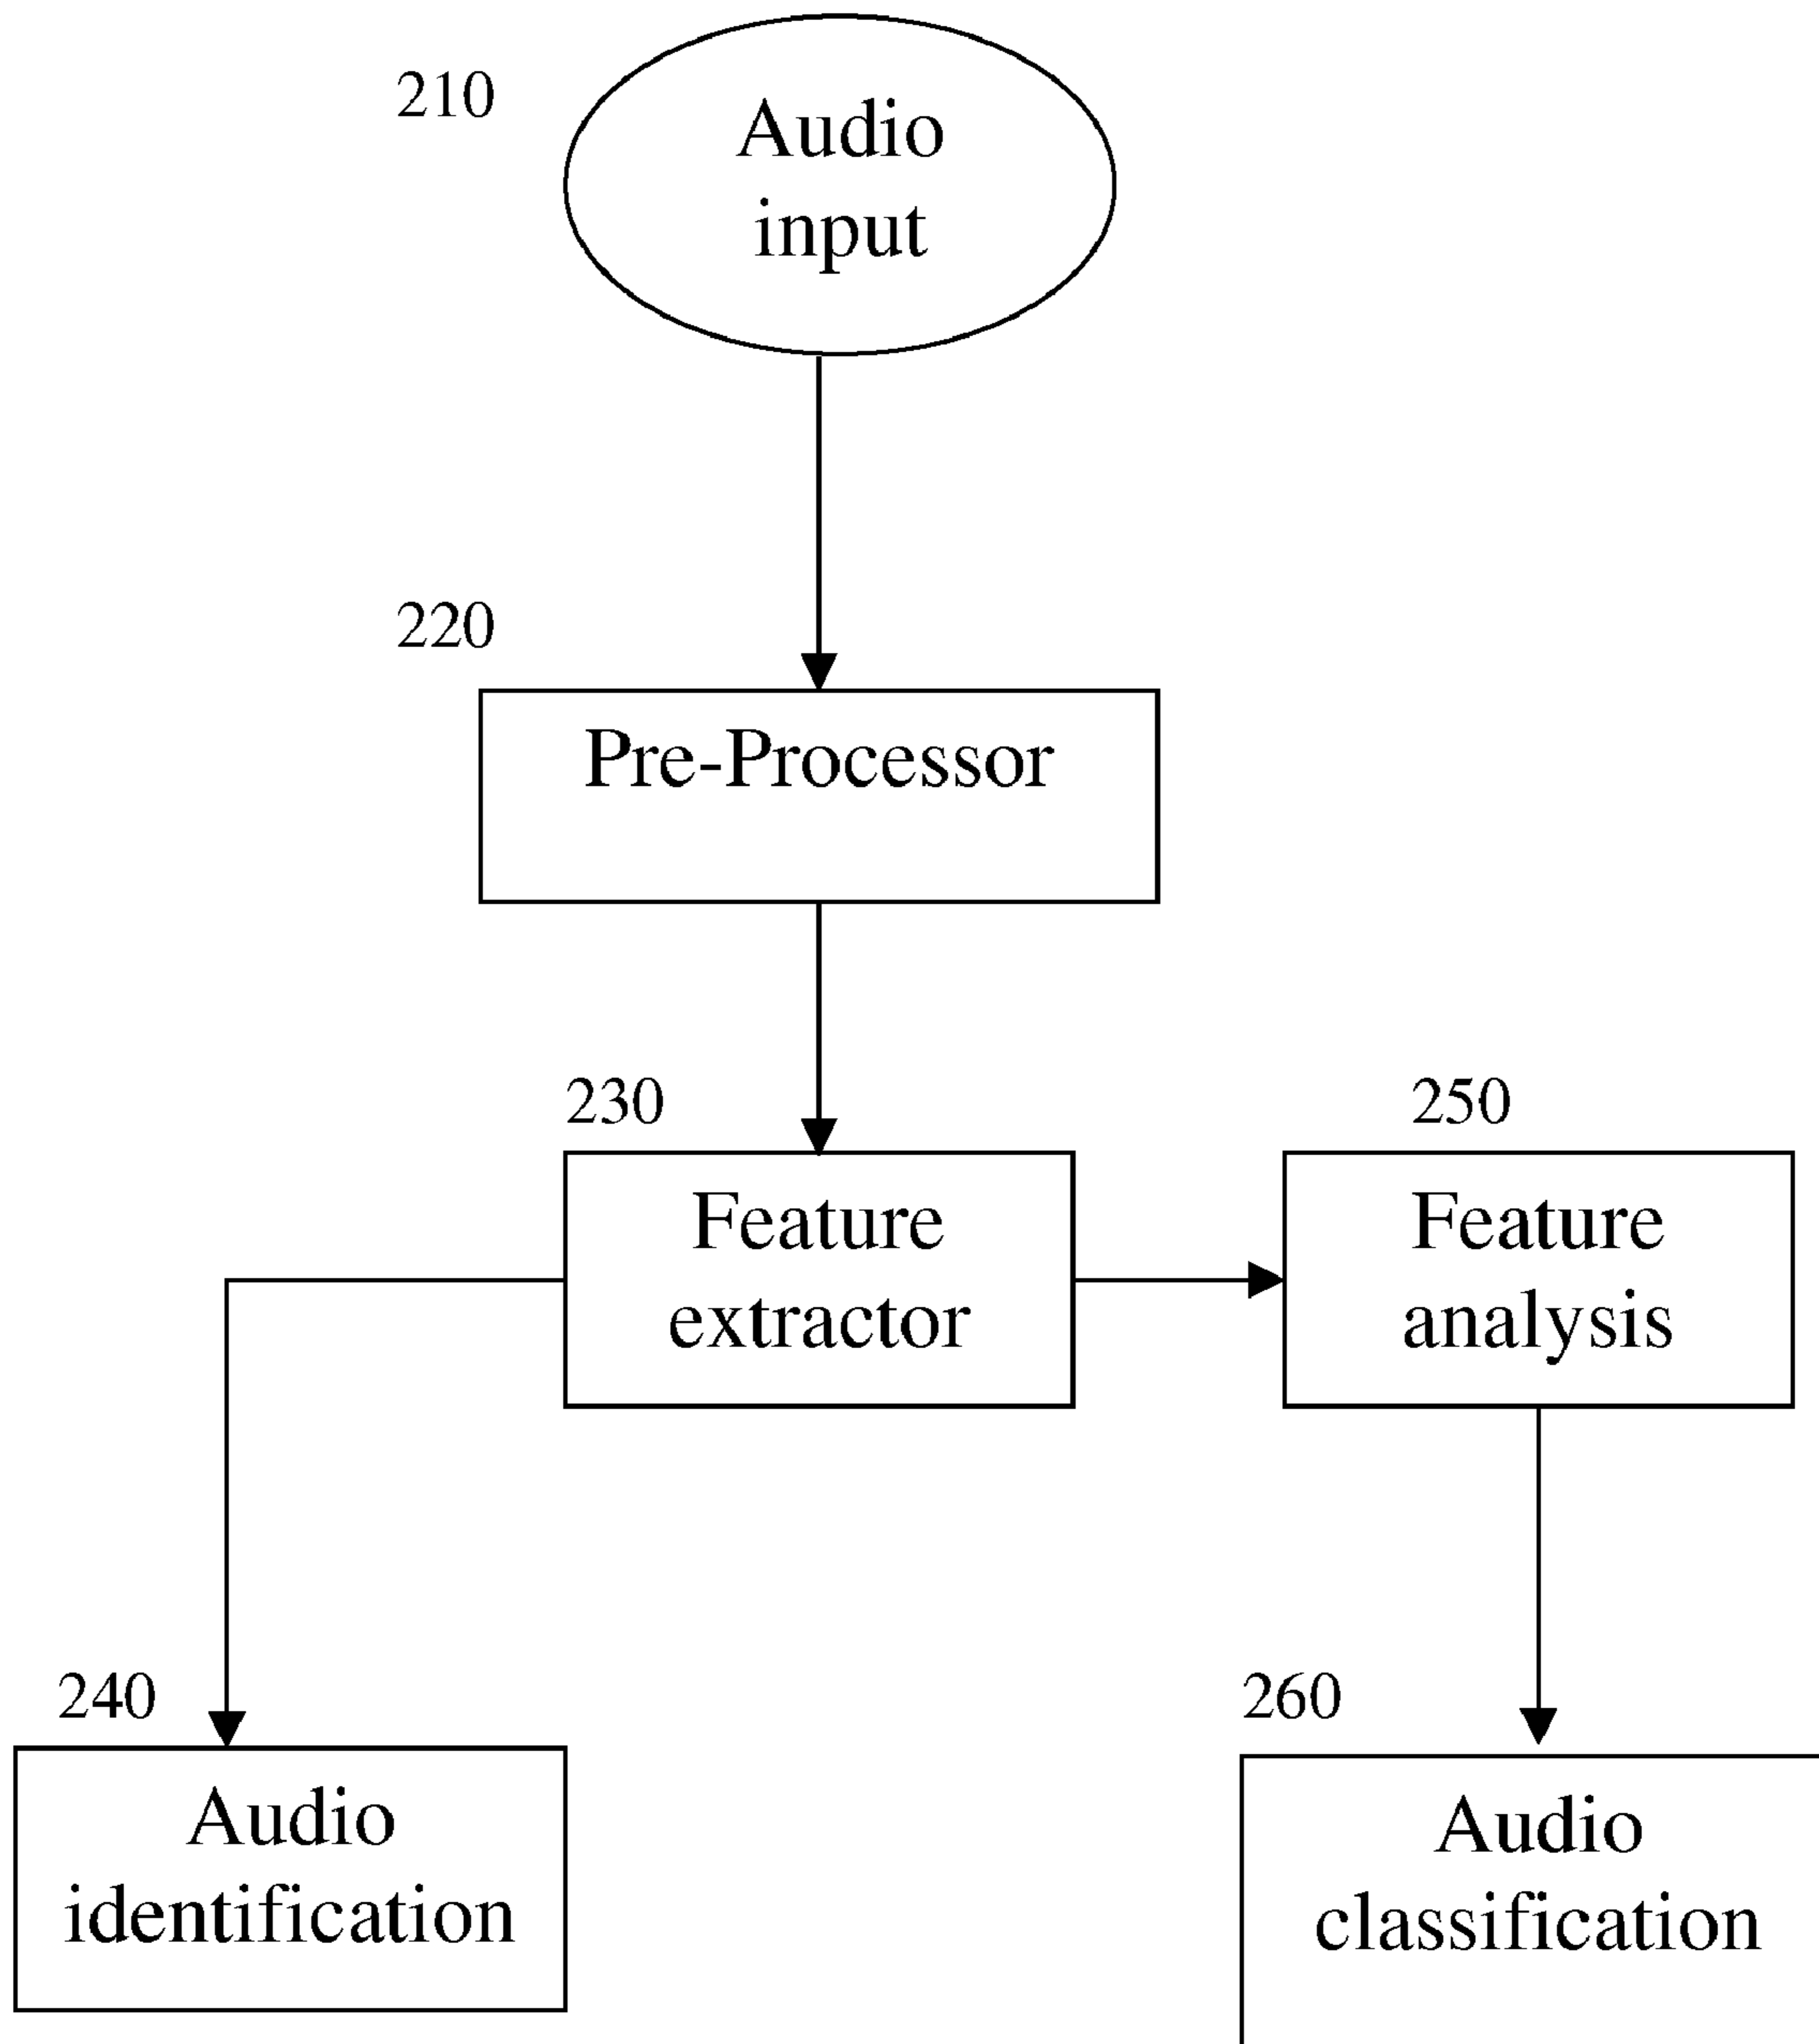 210
Audio
input
220
Pre-Processor
230
Feature
extractor
250
Feature
analysis
240
Audio
identification
260
Audio
classification